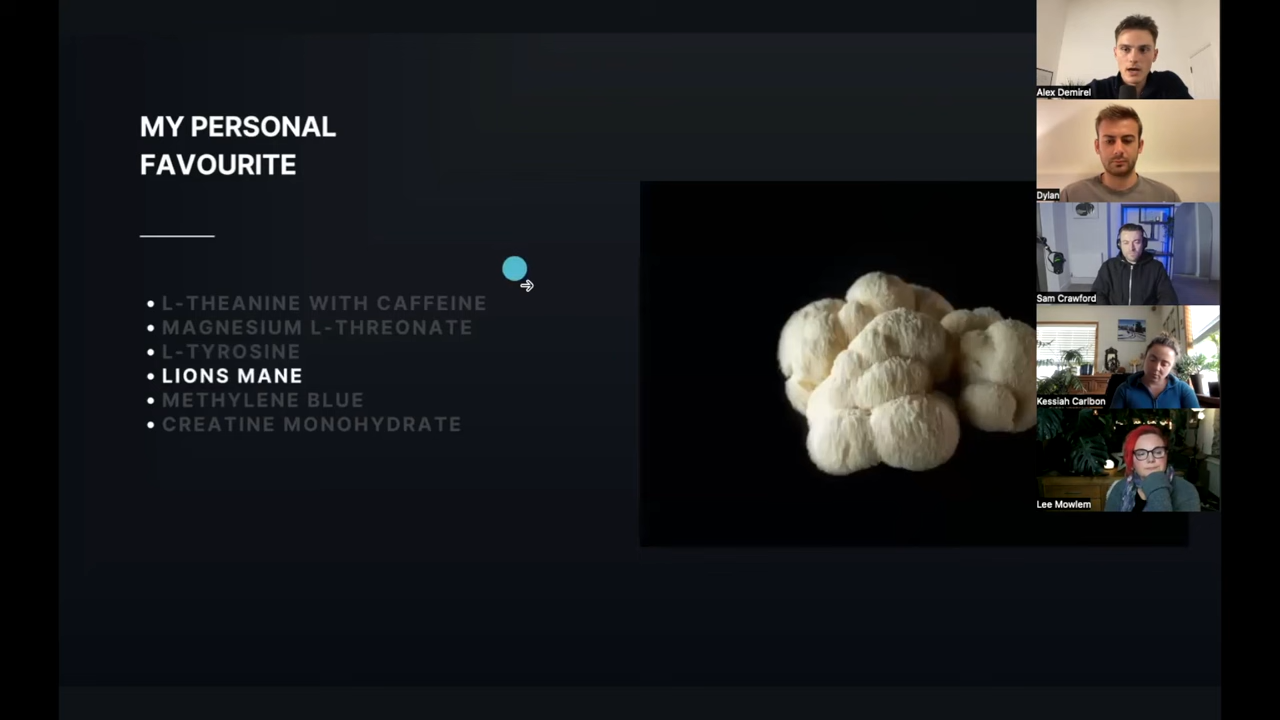 MY PERSONAL
FAVOURITE
• L-THEANINE WITH CAFFEINE
• MAGNESIUM L-THREONATE
• L-TYROSINE
• LIONS MANE
• METHYLENE BLUE
• CREATINE MONOHYDRATE
Alex Demirel
Dylan
Sam Crawford
Kessiah Carlbon
Lee Mowlem